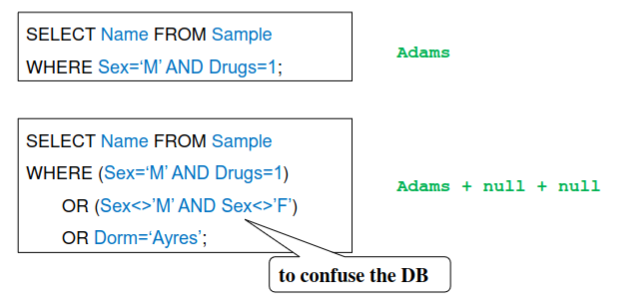 SELECT Name FROM Sample
WHERE Sex=‘M’ AND Drugs=1;
Adams
SELECT Name FROM Sample
WHERE (Sex=‘M’ AND Drugs=1)
OR (Sex<>’M’ AND Sex<>’F’)
OR Dorm=‘Ayres’;
Adams + null + null
to confuse the DB